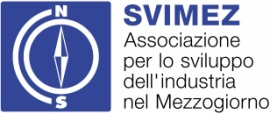 N
S
SVIMEZ
Associazione
per lo sviluppo
dell'industria
nel Mezzogiorno